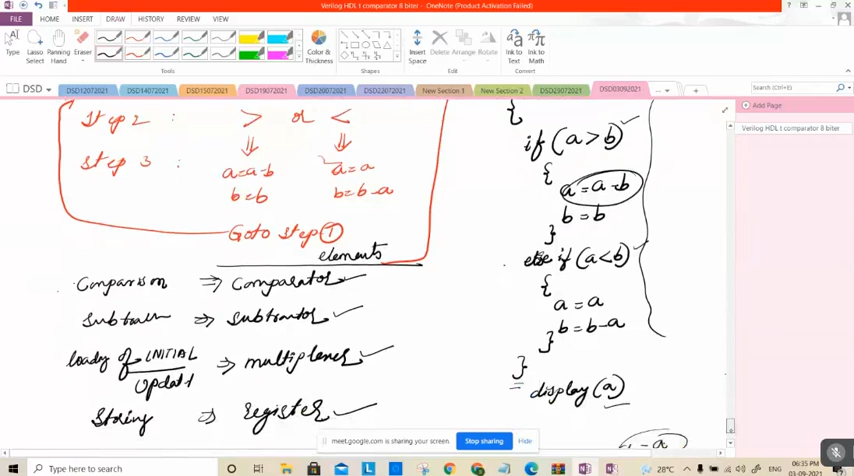 Verilog HDL t comparator 8 biter - OneNote (Product Activation Failed)
FILE HOME INSERT DRAW HISTORY REVIEW VIEW
Type Lasso Select Panning Hand Eraser Color & Thickness Insert Space Delete Arrange Rotate Ink to Text Ink to Math
Tools Shapes Edit Convert
DSD DSD12072021 DSD14072021 DSD15072021 DSD19072021 DSD20072021 DSD22072021 New Section 1 New Section 2 DSD29072021 DSD03092021 Search (Ctrl+E)
Add Page
Verilog HDL t comparator 8 biter
Step 2 : > or <
⇓ ⇓
Step 3 : a=a-b a=a
b=b b=b-a
Goto step ①
elements
Comparison ⇒ Comparator
⇒ Subtractor
INITIAL ⇒ multiplexer
Storing ⇒ register
{
if (a>b)
{
a=a-b
b=b
}
else if (a<b)
{
a=a
b=b-a
}
}
= display (a)
- a
meet.google.com is sharing your screen. Stop sharing Hide
Type here to search
28°C ENG 06:35 PM
03-09-2021